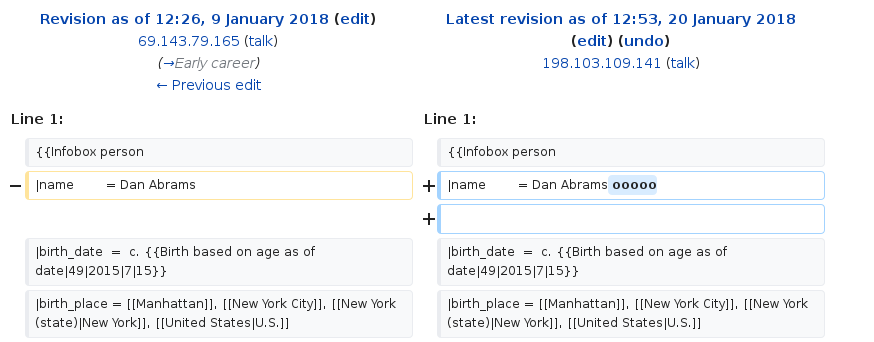 Revision as of 12:26, 9 January 2018 (edit)
69.143.79.165 (talk)
(→Early career)
← Previous edit
Latest revision as of 12:53, 20 January 2018
(edit) (undo)
198.103.109.141 (talk)
Line 1:
Line 1:
{{Infobox person
{{Infobox person
− |name        = Dan Abrams
+ |name        = Dan Abrams ooooo
+
|birth_date  =  c. {{Birth based on age as of
date|49|2015|7|15}}
|birth_date  =  c. {{Birth based on age as of
date|49|2015|7|15}}
|birth_place = [[Manhattan]], [[New York City]], [[New York
(state)|New York]], [[United States|U.S.]]
|birth_place = [[Manhattan]], [[New York City]], [[New York
(state)|New York]], [[United States|U.S.]]